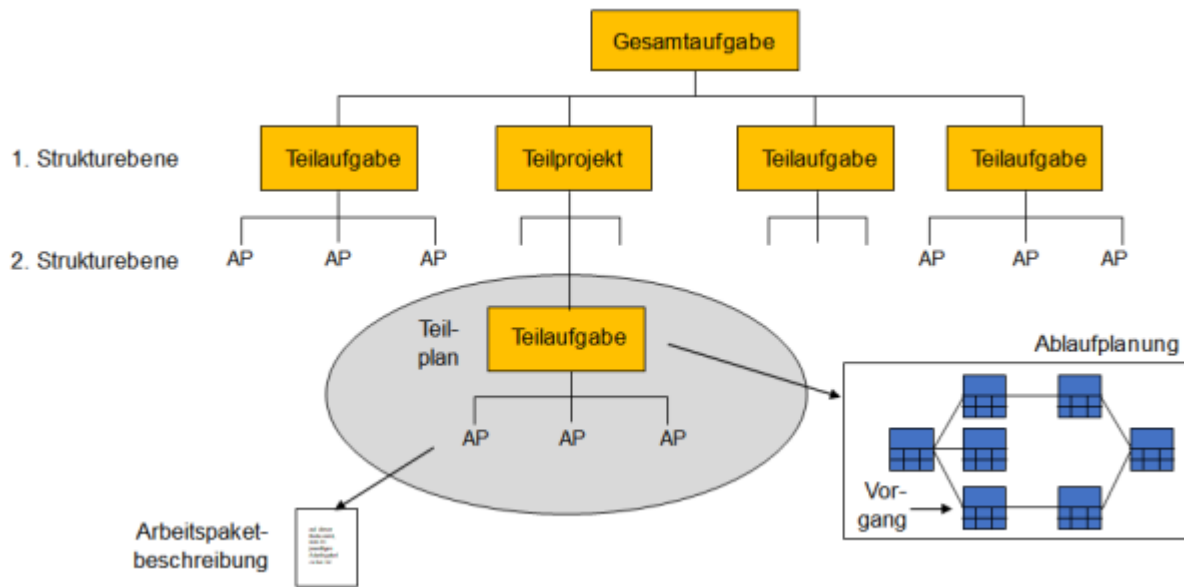 Gesamtaufgabe
1. Strukturebene
Teilaufgabe
Teilprojekt
Teilaufgabe
Teilaufgabe
2. Strukturebene
AP
AP
AP
AP
AP
AP
Teil-
plan
Teilaufgabe
AP
AP
AP
Ablaufplanung
Vor-
gang
Arbeitspaket-
beschreibung